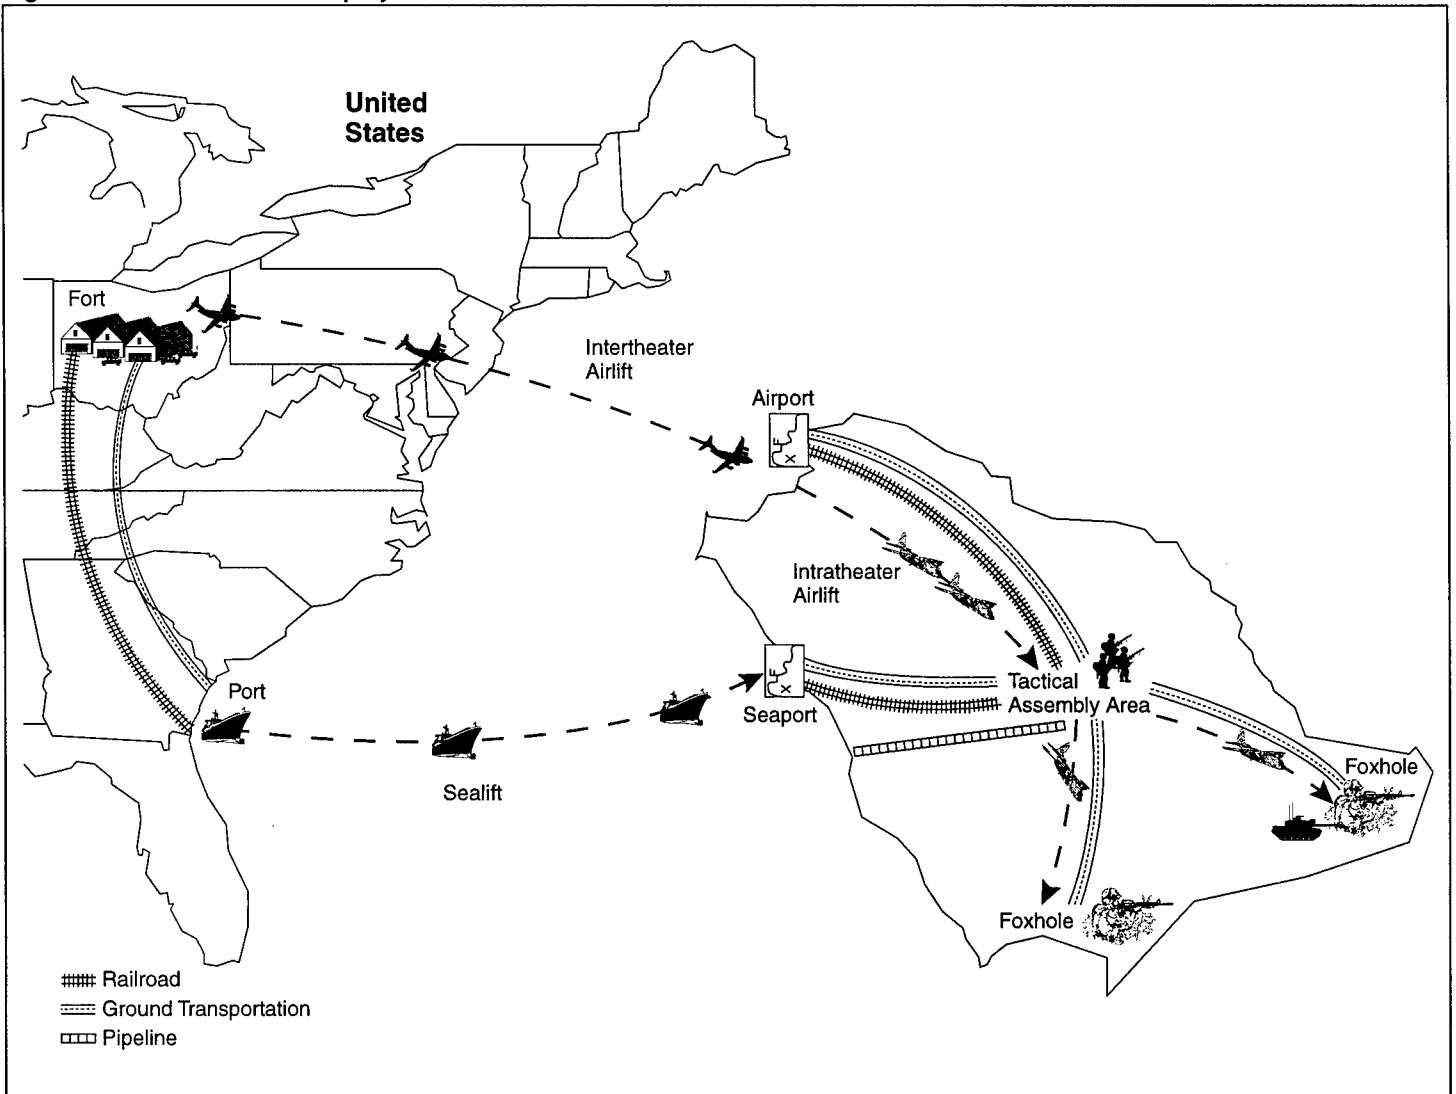 United
States
Fort
Intertheater
Airlift
Airport
F
X
Intratheater
Airlift
Port
F
X
Seaport
Tactical
Assembly Area
Sealift
Foxhole
Foxhole
Railroad
Ground Transportation
Pipeline